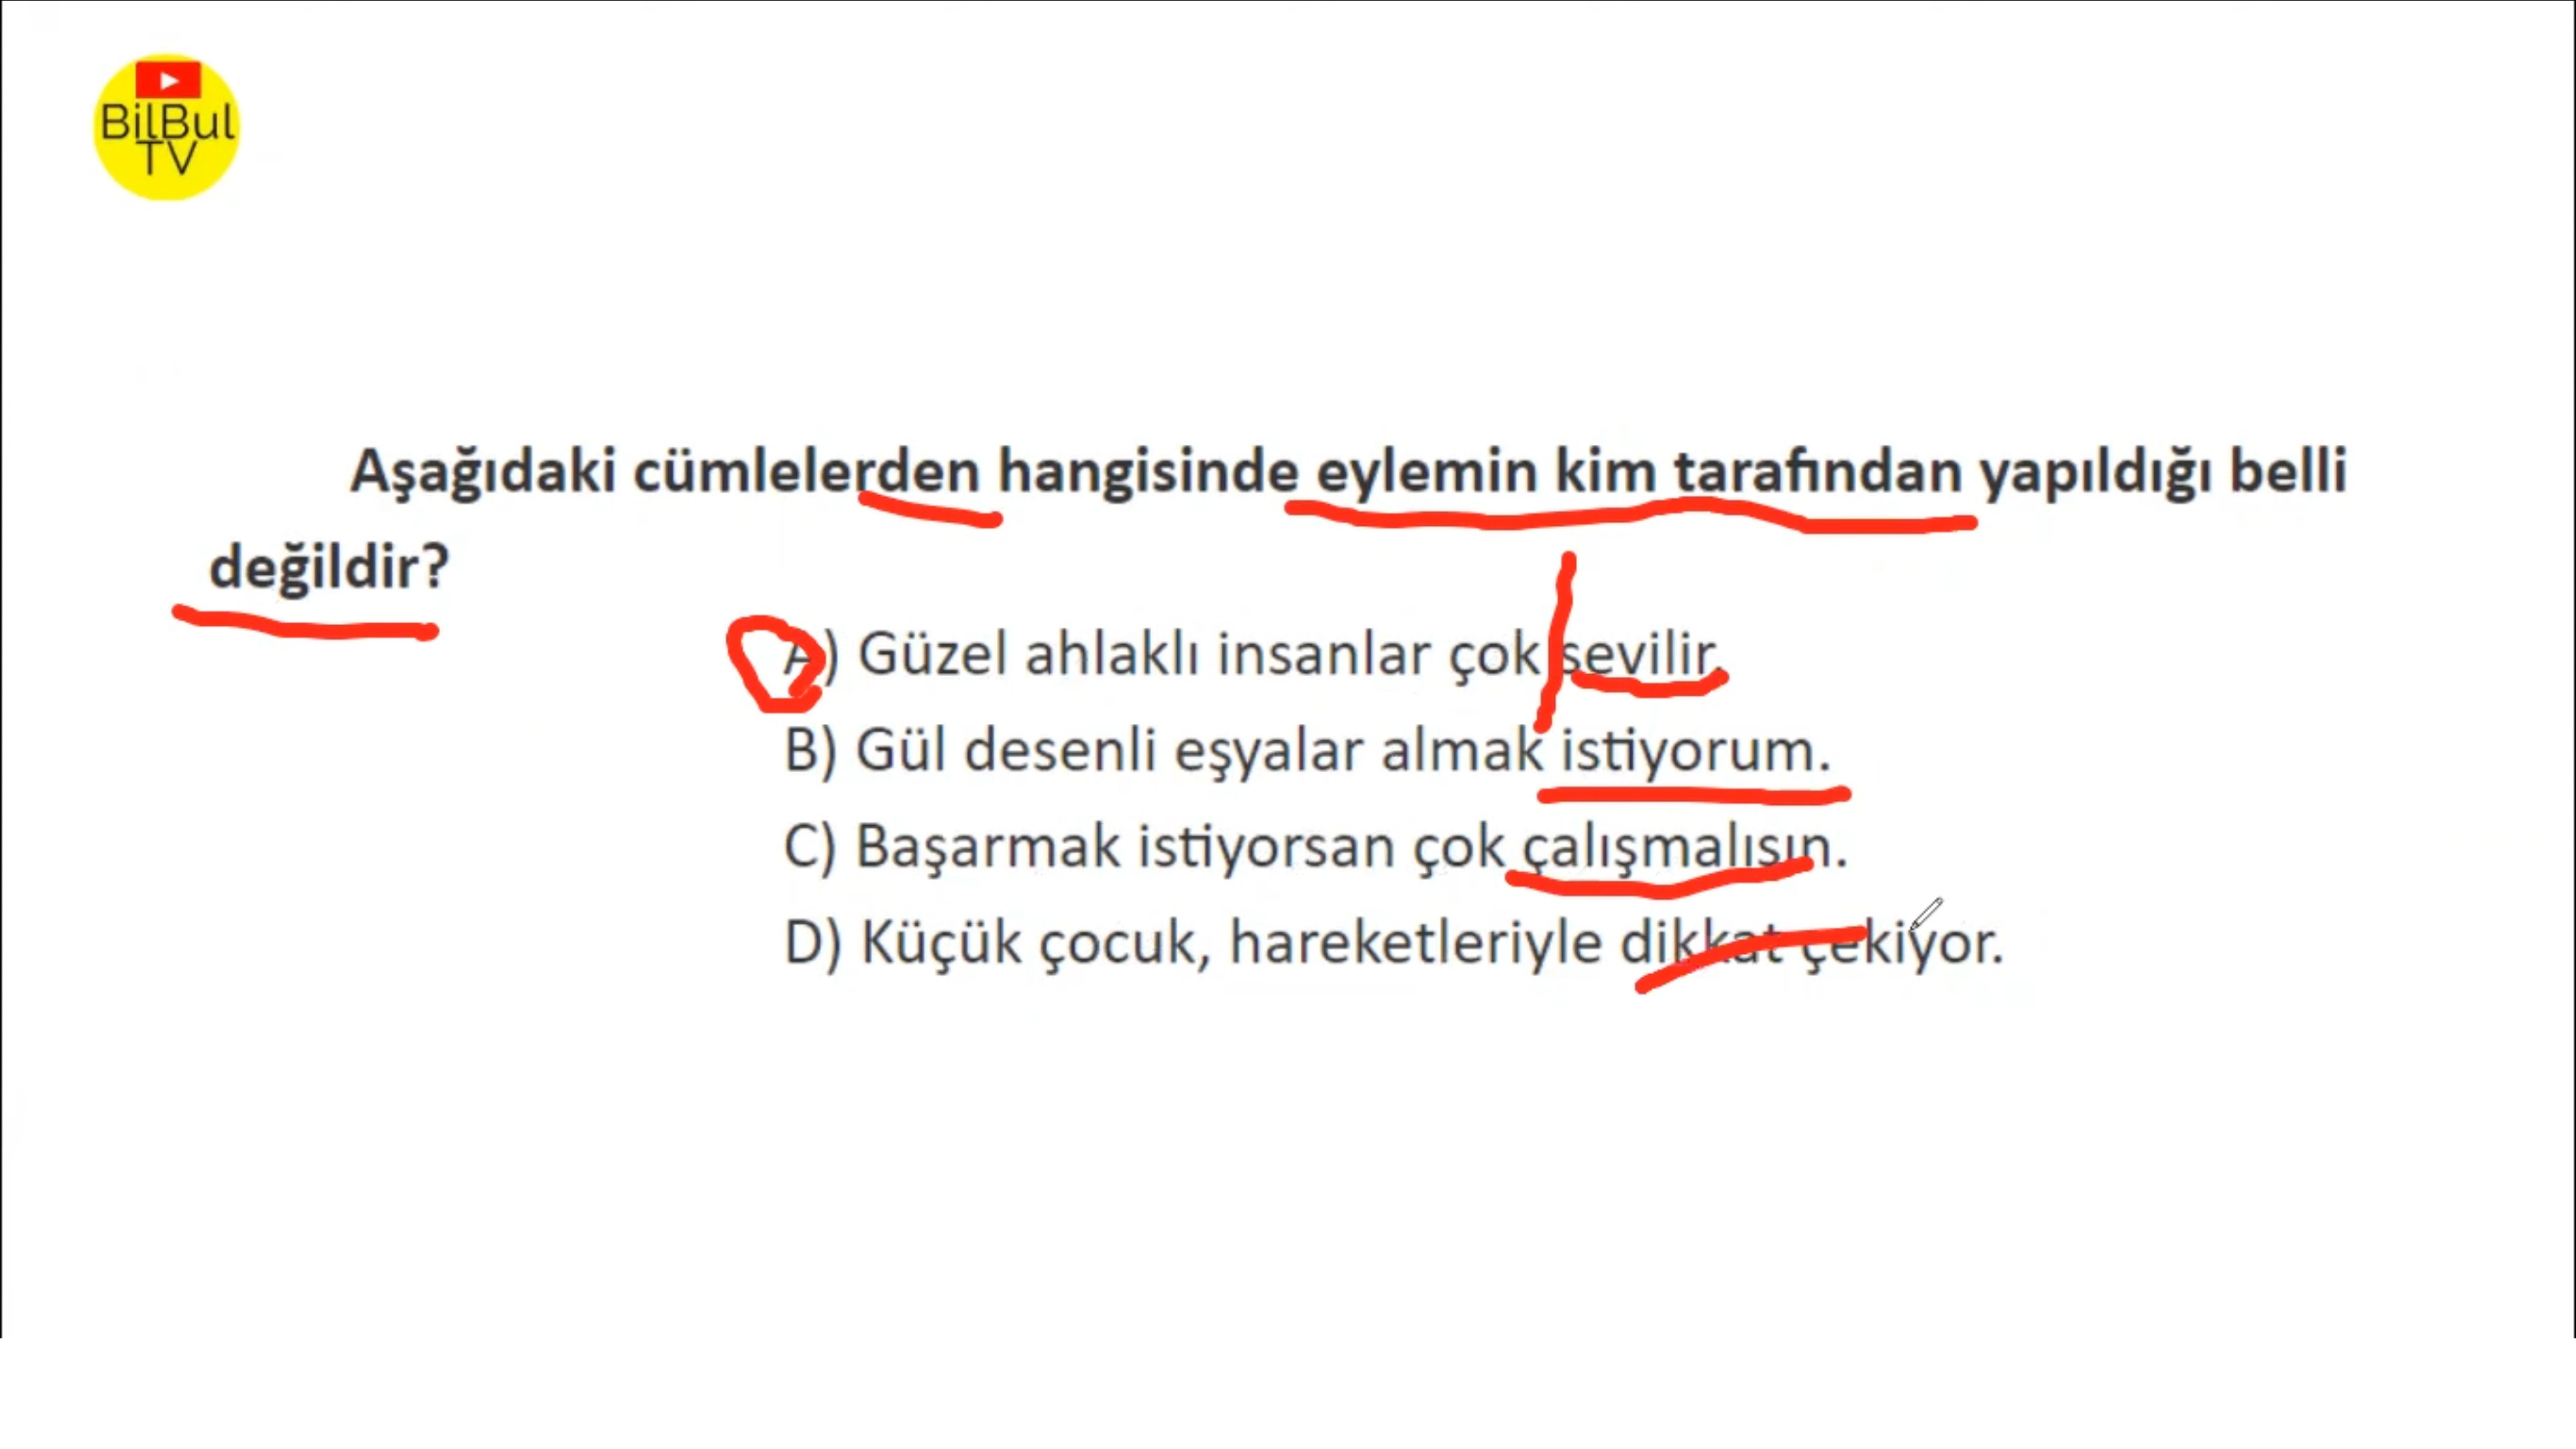 BilBul
TV
Aşağıdaki cümlelerden hangisinde eylemin kim tarafından yapıldığı belli
değildir?
A) Güzel ahlaklı insanlar çok sevilir.
B) Gül desenli eşyalar almak istiyorum.
C) Başarmak istiyorsan çok çalışmalısın.
D) Küçük çocuk, hareketleriyle dikkat çekiyor.